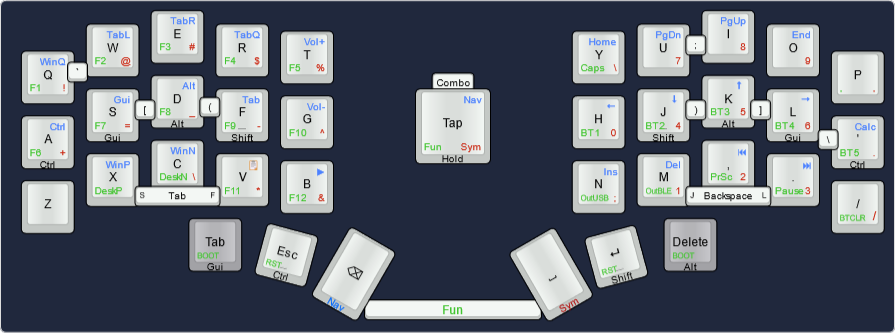 TabR
E
F3 #
TabL
W
F2 @
TabQ
R
F4 $
Vol+
T
F5 %
WinQ
Q
F1 !
`
Alt
D
F8 _
Alt
Gui
S
F7 =
Gui
[
(
Tab
F
F9 _ -
Shift
Vol-
G
F10 ^
Ctrl
A
F6 +
Ctrl
WinN
C
DeskN \
WinP
X
DeskP
V
F11 *
▶
B
F12 &
S Tab F
Z
Combo
Nav
Tap
Fun Sym
Hold
PgUp
I
8
PgDn
U
7
;
End
O
9
Home
Y
Caps \
P
. .
↑
K
BT3 5
Alt
↓
J
BT2 4
Shift
)
]
→
L
BT4 6
Gui
←
H
BT1 0
\
Calc
'
BT5 .
Ctrl
⏮
,
PrSc 2
Del
M
OutBLE 1
⏭
.
Pause 3
Ins
N
OutUSB ;
J Backspace L
/
BTCLR /
Tab
BOOT
Gui
Esc
RST_
Ctrl
⌫
Nav
Fun
⎵
Sym
↵
RST_
Shift
Delete
BOOT
Alt